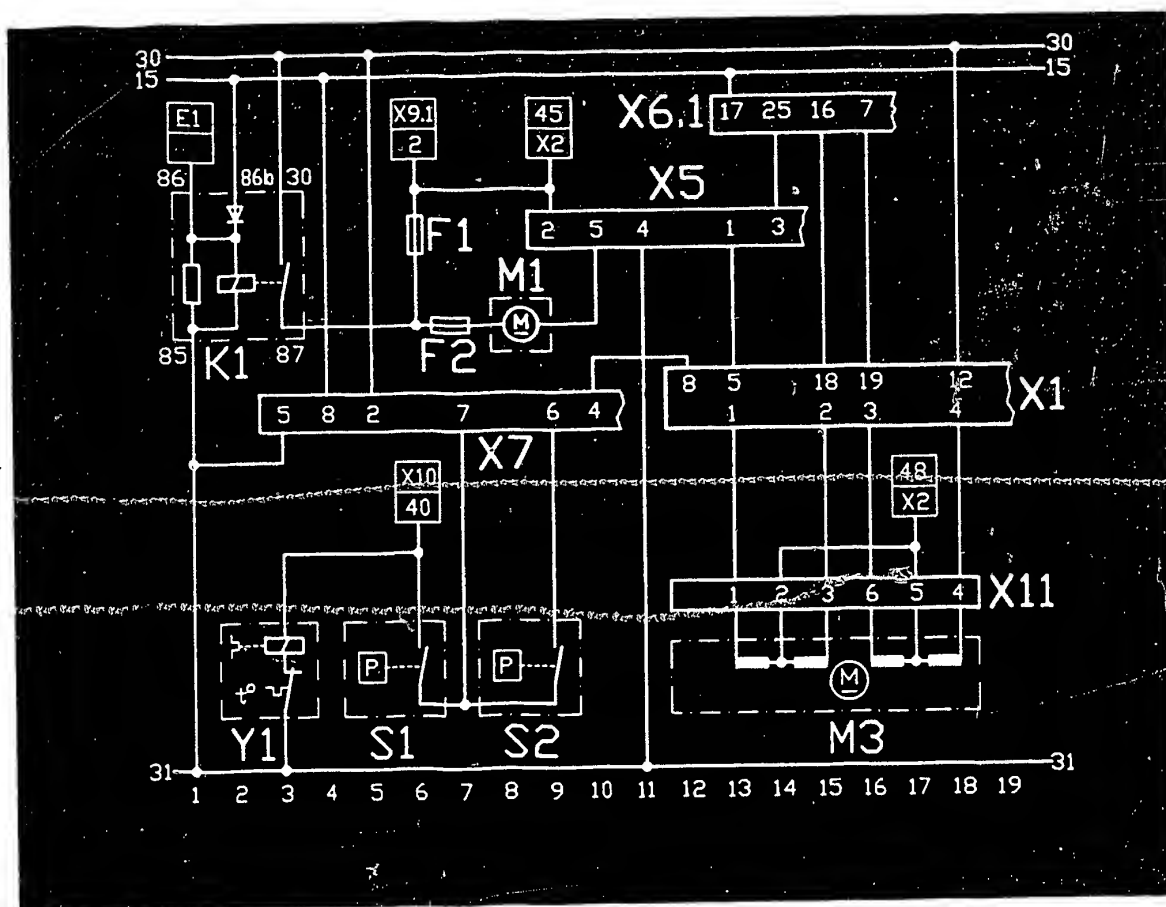 30 30
15 15
E1 X9.1 45 X6.1 17 25 16 7
2 X2
86 86b 30 X5
F1 2 5 4 1 3
M1
M
85 87 K1 F2
8 5 18 19 12 X1
5 8 2 7 6 4 1 2 3 4
X7
X10 48
40 X2
1 2 3 6 5 4 X11
t° P P M
Y1 S1 S2 M3
31 31
1 2 3 4 5 6 7 8 9 10 11 12 13 14 15 16 17 18 19